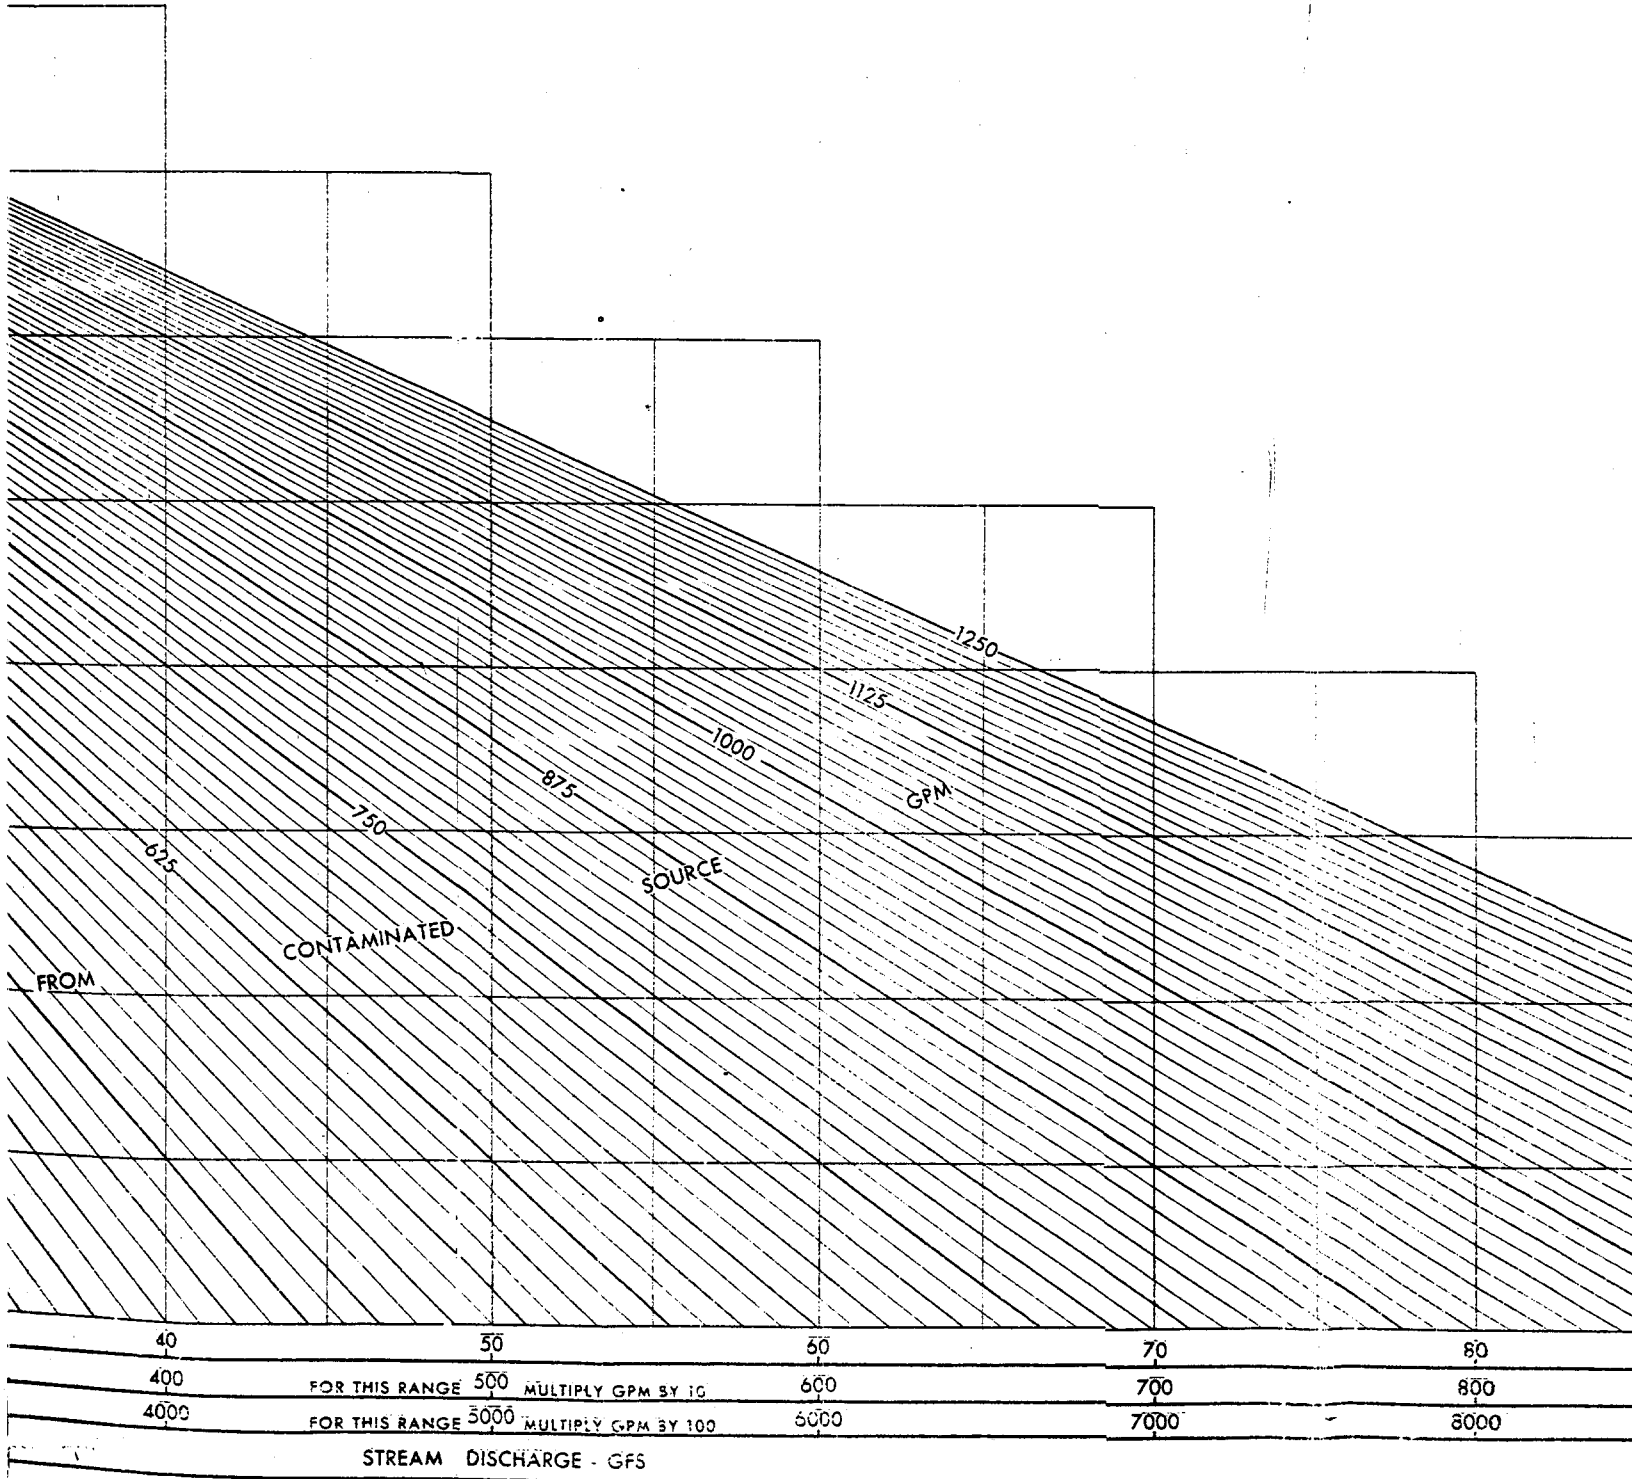 1250
1125
1000
GPM
875
750
SOURCE
625
CONTAMINATED
FROM
40 50 60 70 80
400 FOR THIS RANGE 500 MULTIPLY GPM BY 10 600 700 800
4000 FOR THIS RANGE 5000 MULTIPLY GPM BY 100 6000 7000 8000
STREAM DISCHARGE - GFS